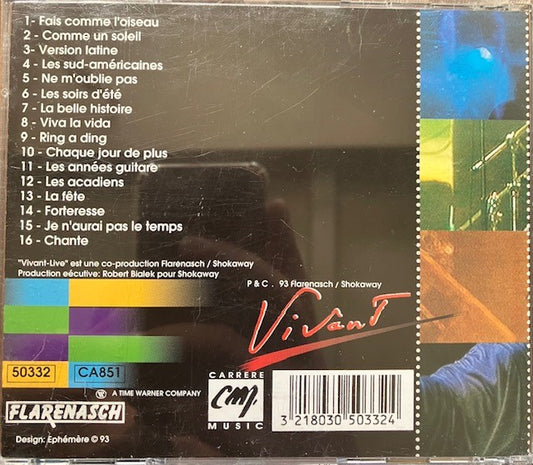 1- Fais comme l'oiseau
2 - Comme un soleil
3- Version latine
4 - Les sud-américaines
5 - Ne m'oublie pas
6 - Les soirs d'été
7 - La belle histoire
8 - Viva la vida
9 - Ring a ding
10 - Chaque jour de plus
11 - Les années guitare
12 - Les acadiens
13 - La fête
14 - Forteresse
15 - Je n'aurai pas le temps
16 - Chante
"Vivant-Live" est une co-production Flarenasch / Shokaway
Production eécutive: Robert Bialek pour Shokaway
P & C . 93 Flarenasch / Shokaway
Vivant
50332 CA851
A TIME WARNER COMPANY
FLARENASCH
Design: Ephémère © 93
CARRERE
CMJ
MUSIC
3 218030 503324